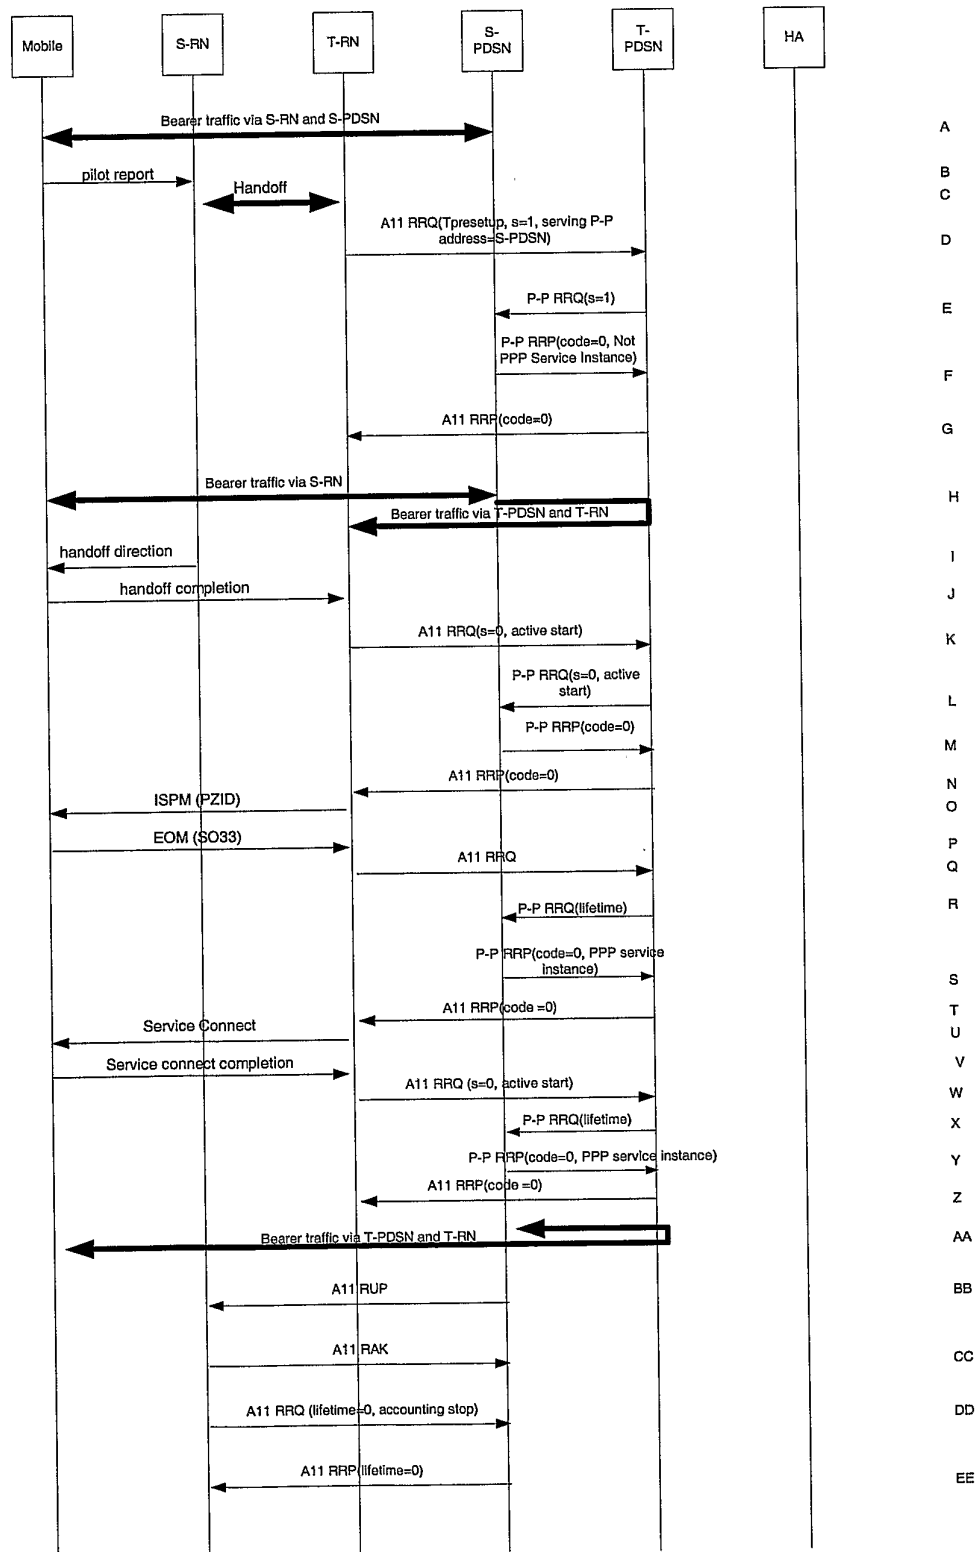 Mobile
S-RN
T-RN
S-
PDSN
T-
PDSN
HA
Bearer traffic via S-RN and S-PDSN
A
pilot report
B
Handoff
C
A11 RRQ(Tpresetup, s=1, serving P-P
address=S-PDSN)
D
P-P RRQ(s=1)
E
P-P RRP(code=0, Not
PPP Service Instance)
F
A11 RRP(code=0)
G
Bearer traffic via S-RN
H
Bearer traffic via T-PDSN and T-RN
handoff direction
I
handoff completion
J
A11 RRQ(s=0, active start)
K
P-P RRQ(s=0, active
start)
L
P-P RRP(code=0)
M
A11 RRP(code=0)
N
ISPM (PZID)
O
EOM (SO33)
P
A11 RRQ
Q
P-P RRQ(lifetime)
R
P-P RRP(code=0, PPP service
instance)
S
A11 RRP(code =0)
T
Service Connect
U
Service connect completion
V
A11 RRQ (s=0, active start)
W
P-P RRQ(lifetime)
X
P-P RRP(code=0, PPP service instance)
Y
A11 RRP(code =0)
Z
Bearer traffic via T-PDSN and T-RN
AA
A11 RUP
BB
A11 RAK
CC
A11 RRQ (lifetime=0, accounting stop)
DD
A11 RRP(lifetime=0)
EE